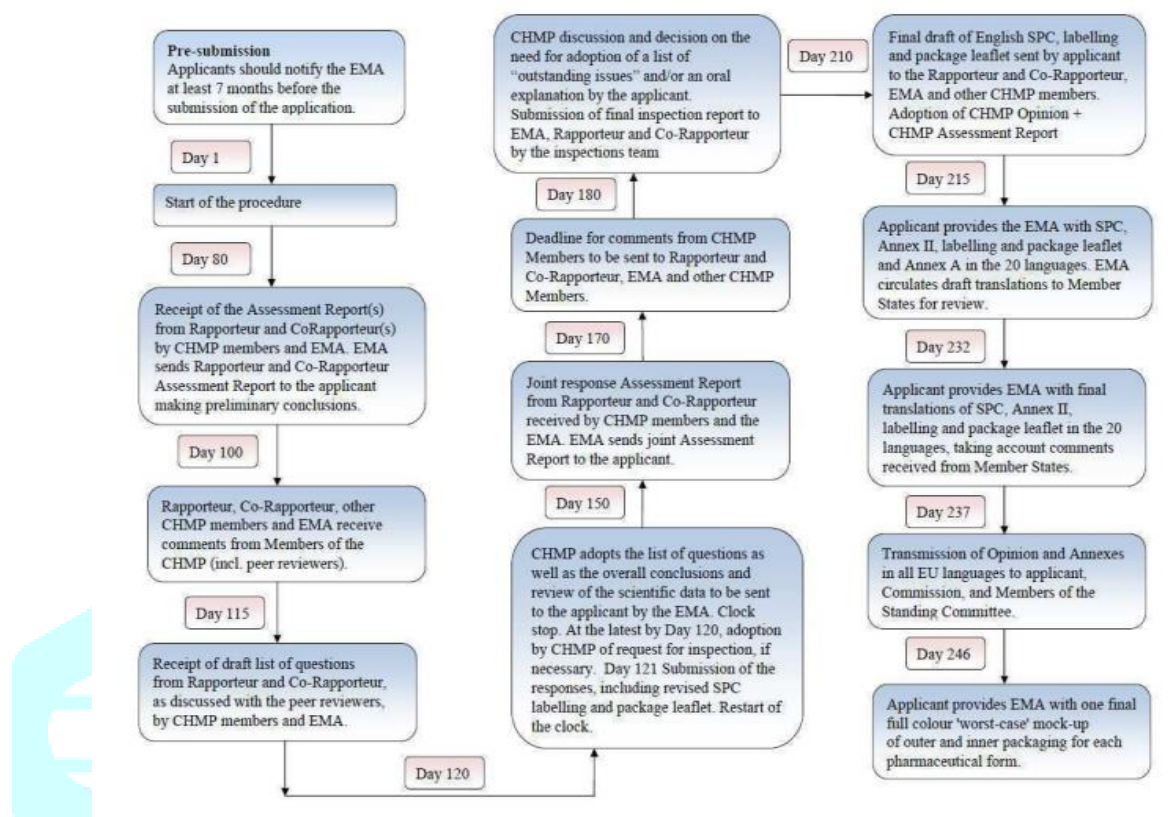 Pre-submission
Applicants should notify the EMA
at least 7 months before the
submission of the application.
Day 1
Start of the procedure
Day 80
Receipt of the Assessment Report(s)
from Rapporteur and CoRapporteur(s)
by CHMP members and EMA. EMA
sends Rapporteur and Co-Rapporteur
Assessment Report to the applicant
making preliminary conclusions.
Day 100
Rapporteur, Co-Rapporteur, other
CHMP members and EMA receive
comments from Members of the
CHMP (incl. peer reviewers).
Day 115
Receipt of draft list of questions
from Rapporteur and Co-Rapporteur,
as discussed with the peer reviewers,
by CHMP members and EMA.
Day 120
CHMP adopts the list of questions as
well as the overall conclusions and
review of the scientific data to be sent
to the applicant by the EMA. Clock
stop. At the latest by Day 120, adoption
by CHMP of request for inspection, if
necessary. Day 121 Submission of the
responses, including revised SPC
labelling and package leaflet. Restart of
the clock.
Day 150
Joint response Assessment Report
from Rapporteur and Co-Rapporteur
received by CHMP members and the
EMA. EMA sends joint Assessment
Report to the applicant.
Day 170
Deadline for comments from CHMP
Members to be sent to Rapporteur and
Co-Rapporteur, EMA and other CHMP
Members.
Day 180
CHMP discussion and decision on the
need for adoption of a list of
“outstanding issues” and/or an oral
explanation by the applicant.
Submission of final inspection report to
EMA, Rapporteur and Co-Rapporteur
by the inspections team
Day 210
Final draft of English SPC, labelling
and package leaflet sent by applicant
to the Rapporteur and Co-Rapporteur,
EMA and other CHMP members.
Adoption of CHMP Opinion +
CHMP Assessment Report
Day 215
Applicant provides the EMA with SPC,
Annex II, labelling and package leaflet
and Annex A in the 20 languages. EMA
circulates draft translations to Member
States for review.
Day 232
Applicant provides EMA with final
translations of SPC, Annex II,
labelling and package leaflet in the 20
languages, taking account comments
received from Member States.
Day 237
Transmission of Opinion and Annexes
in all EU languages to applicant,
Commission, and Members of the
Standing Committee.
Day 246
Applicant provides EMA with one final
full colour 'worst-case' mock-up
of outer and inner packaging for each
pharmaceutical form.